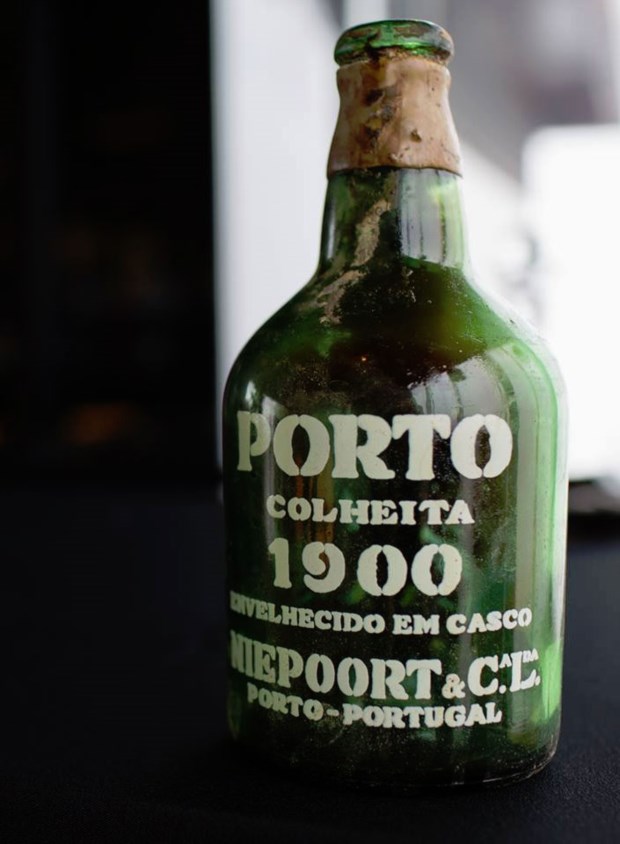 PORTO
COLHEITA
1900
ENVELHECIDO EM CASCO
NIEPOORT & C.A L.DA
PORTO-PORTUGAL